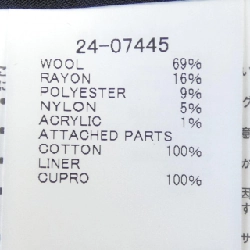 24-07445
WOOL 69%
RAYON 16%
POLYESTER 9%
NYLON 5%
ACRYLIC 1%
ATTACHED PARTS
COTTON 100%
LINER
CUPRO 100%